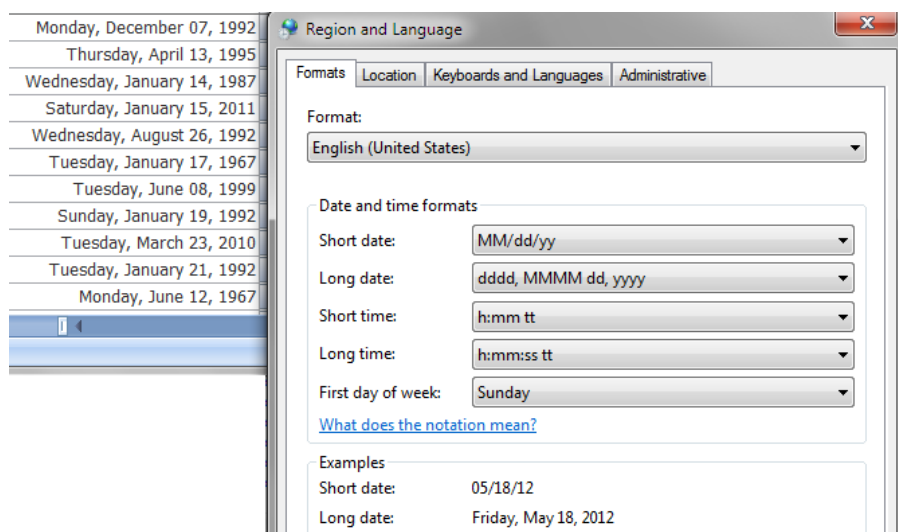 Monday, December 07, 1992
Thursday, April 13, 1995
Wednesday, January 14, 1987
Saturday, January 15, 2011
Wednesday, August 26, 1992
Tuesday, January 17, 1967
Tuesday, June 08, 1999
Sunday, January 19, 1992
Tuesday, March 23, 2010
Tuesday, January 21, 1992
Monday, June 12, 1967
Region and Language
Formats Location Keyboards and Languages Administrative
Format:
English (United States)
Date and time formats
Short date: MM/dd/yy
Long date: dddd, MMMM dd, yyyy
Short time: h:mm tt
Long time: h:mm:ss tt
First day of week: Sunday
What does the notation mean?
Examples
Short date: 05/18/12
Long date: Friday, May 18, 2012